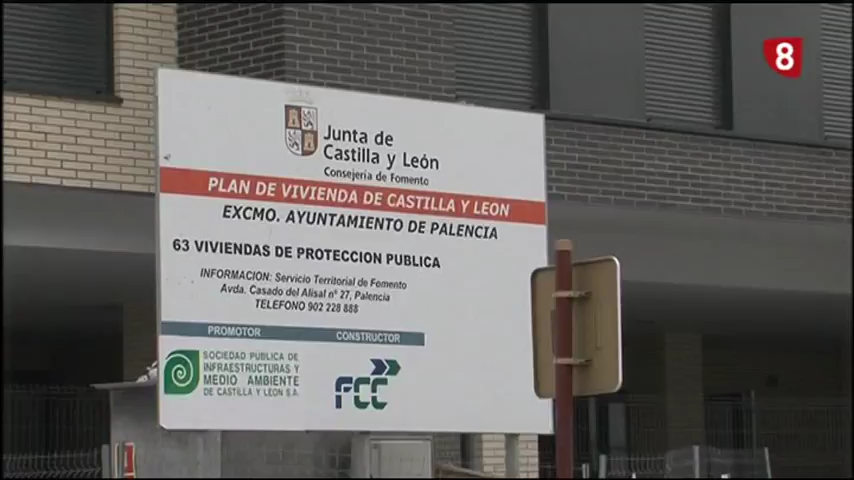 8
Junta de
Castilla y León
Consejería de Fomento
PLAN DE VIVIENDA DE CASTILLA Y LEON
EXCMO. AYUNTAMIENTO DE PALENCIA
63 VIVIENDAS DE PROTECCION PUBLICA
INFORMACION: Servicio Territorial de Fomento
Avda. Casado del Alisal nº 27, Palencia
TELEFONO 902 228 888
PROMOTOR CONSTRUCTOR
SOCIEDAD PUBLICA DE
INFRAESTRUCTURAS Y
MEDIO AMBIENTE
DE CASTILLA Y LEON S.A.
FCC